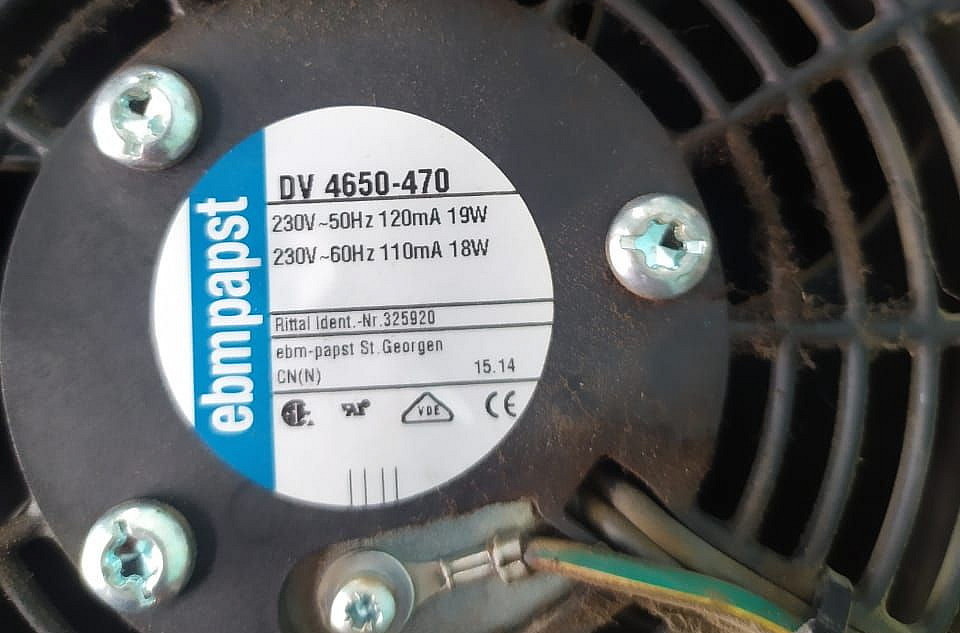 ebmpapst
DV 4650-470
230V~50Hz 120mA 19W
230V~60Hz 110mA 18W
Rittal Ident.-Nr.325920
ebm-papst St.Georgen
CN(N) 15.14
VDE CE